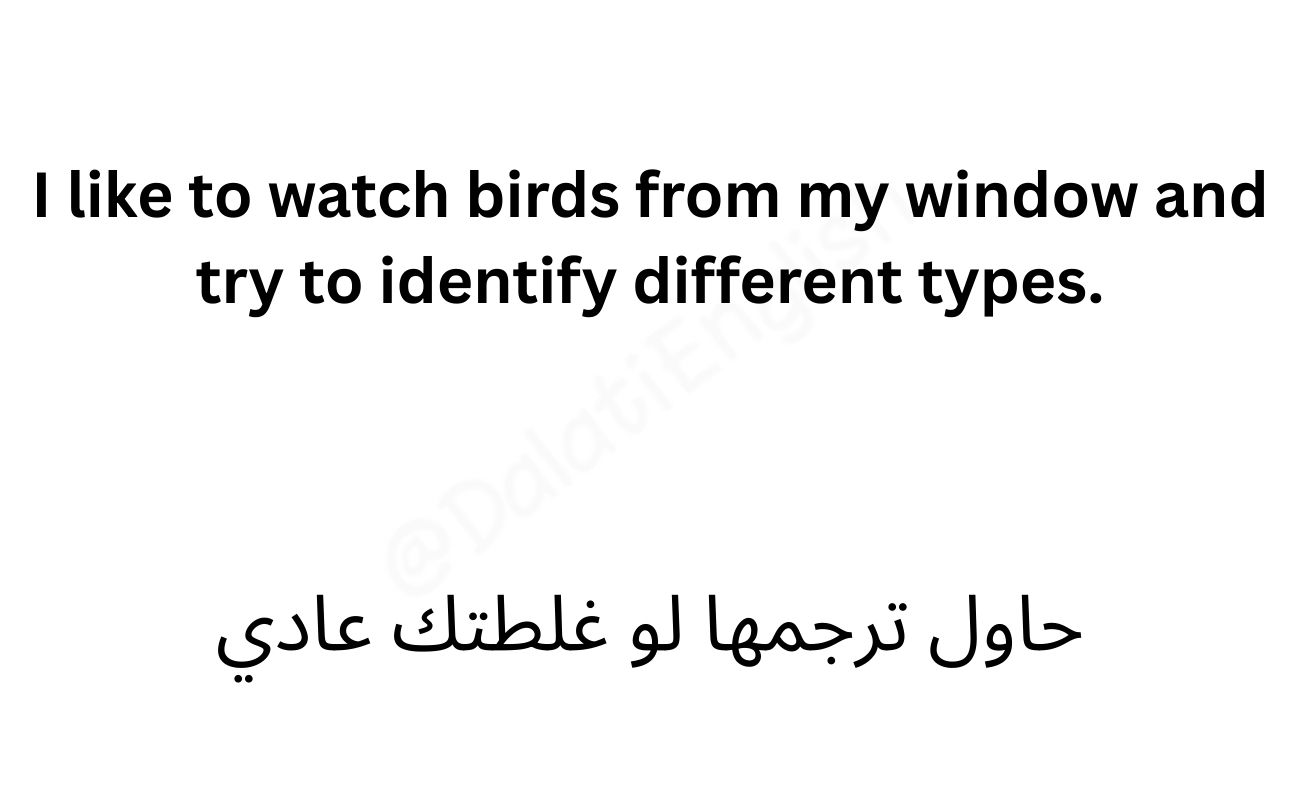 I like to watch birds from my window and
try to identify different types.
@DalatiEnglish
حاول ترجمها لو غلطتك عادي